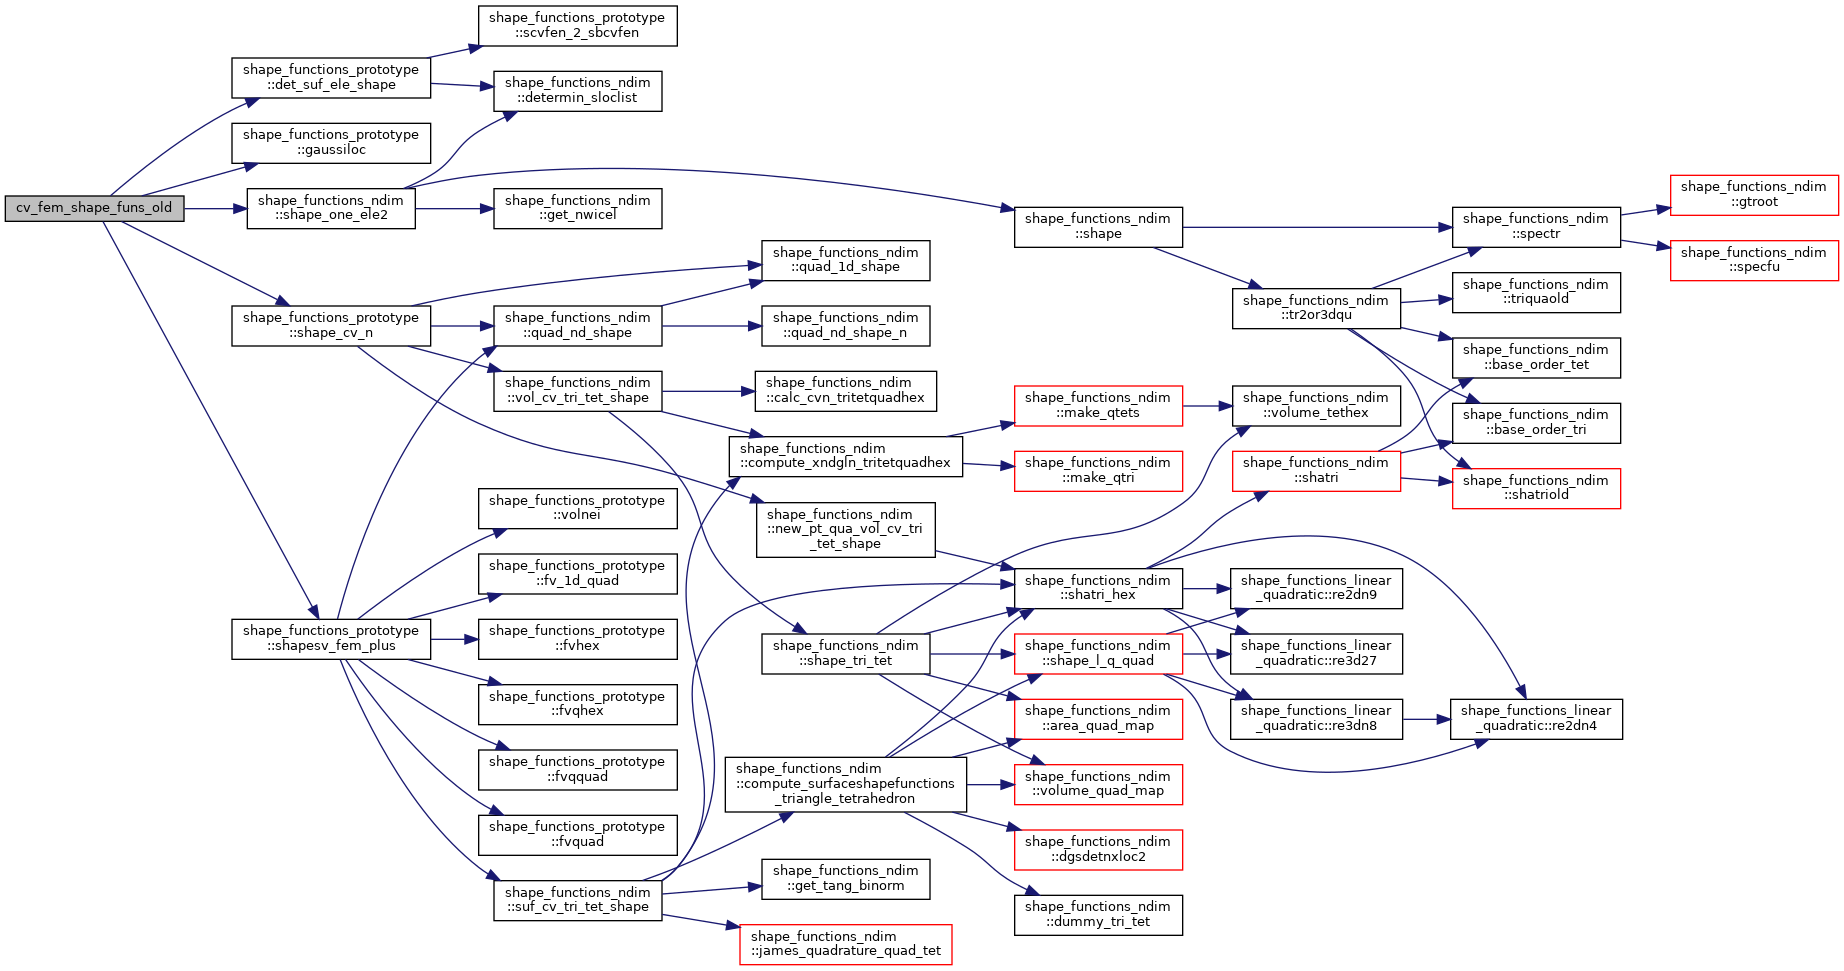 cv_fem_shape_funs_old
shape_functions_prototype
::det_suf_ele_shape
shape_functions_prototype
::gaussiloc
shape_functions_ndim
::shape_one_ele2
shape_functions_prototype
::shape_cv_n
shape_functions_prototype
::shapesv_fem_plus
shape_functions_prototype
::scvfen_2_sbcvfen
shape_functions_ndim
::determin_sloclist
shape_functions_ndim
::get_nwicel
shape_functions_ndim
::quad_nd_shape
shape_functions_ndim
::vol_cv_tri_tet_shape
shape_functions_prototype
::volnei
shape_functions_prototype
::fv_1d_quad
shape_functions_prototype
::fvhex
shape_functions_prototype
::fvqhex
shape_functions_prototype
::fvqquad
shape_functions_prototype
::fvquad
shape_functions_ndim
::suf_cv_tri_tet_shape
shape_functions_ndim
::quad_1d_shape
shape_functions_ndim
::quad_nd_shape_n
shape_functions_ndim
::calc_cvn_tritetquadhex
shape_functions_ndim
::compute_xndgln_tritetquadhex
shape_functions_ndim
::new_pt_qua_vol_cv_tri
_tet_shape
shape_functions_ndim
::shape_tri_tet
shape_functions_ndim
::compute_surfaceshapefunctions
_triangle_tetrahedron
shape_functions_ndim
::get_tang_binorm
shape_functions_ndim
::james_quadrature_quad_tet
shape_functions_ndim
::shape
shape_functions_ndim
::make_qtets
shape_functions_ndim
::make_qtri
shape_functions_ndim
::shatri_hex
shape_functions_ndim
::shape_l_q_quad
shape_functions_ndim
::area_quad_map
shape_functions_ndim
::volume_quad_map
shape_functions_ndim
::dgsdetnxloc2
shape_functions_ndim
::dummy_tri_tet
shape_functions_ndim
::tr2or3dqu
shape_functions_ndim
::volume_tethex
shape_functions_ndim
::shatri
shape_functions_linear
_quadratic::re2dn9
shape_functions_linear
_quadratic::re3d27
shape_functions_linear
_quadratic::re3dn8
shape_functions_ndim
::spectr
shape_functions_ndim
::triquaold
shape_functions_ndim
::base_order_tet
shape_functions_ndim
::base_order_tri
shape_functions_ndim
::shatriold
shape_functions_linear
_quadratic::re2dn4
shape_functions_ndim
::gtroot
shape_functions_ndim
::specfu